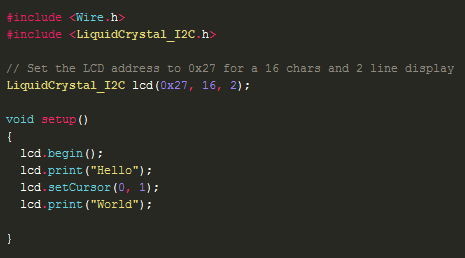 #include <Wire.h>
#include <LiquidCrystal_I2C.h>
// Set the LCD address to 0x27 for a 16 chars and 2 line display
LiquidCrystal_I2C lcd(0x27, 16, 2);
void setup()
{
  lcd.begin();
  lcd.print("Hello");
  lcd.setCursor(0, 1);
  lcd.print("World");
}